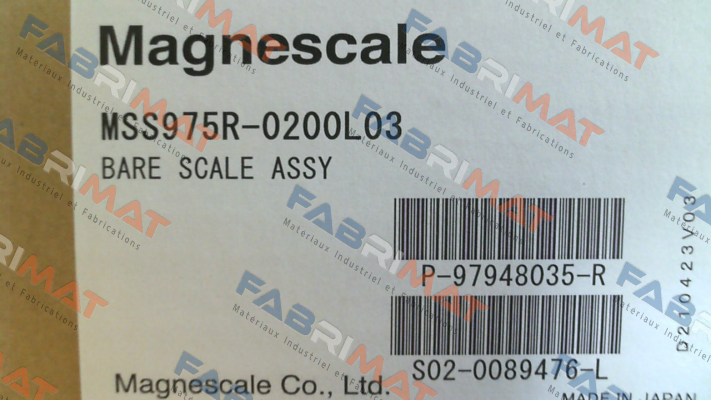 Magnescale
MSS975R-0200L03
BARE SCALE ASSY
P-97948035-R
S02-0089476-L
Magnescale Co., Ltd.
MADE IN JAPAN
D210423V03
FABRIMAT
Materiaux Industriel et Fabrications